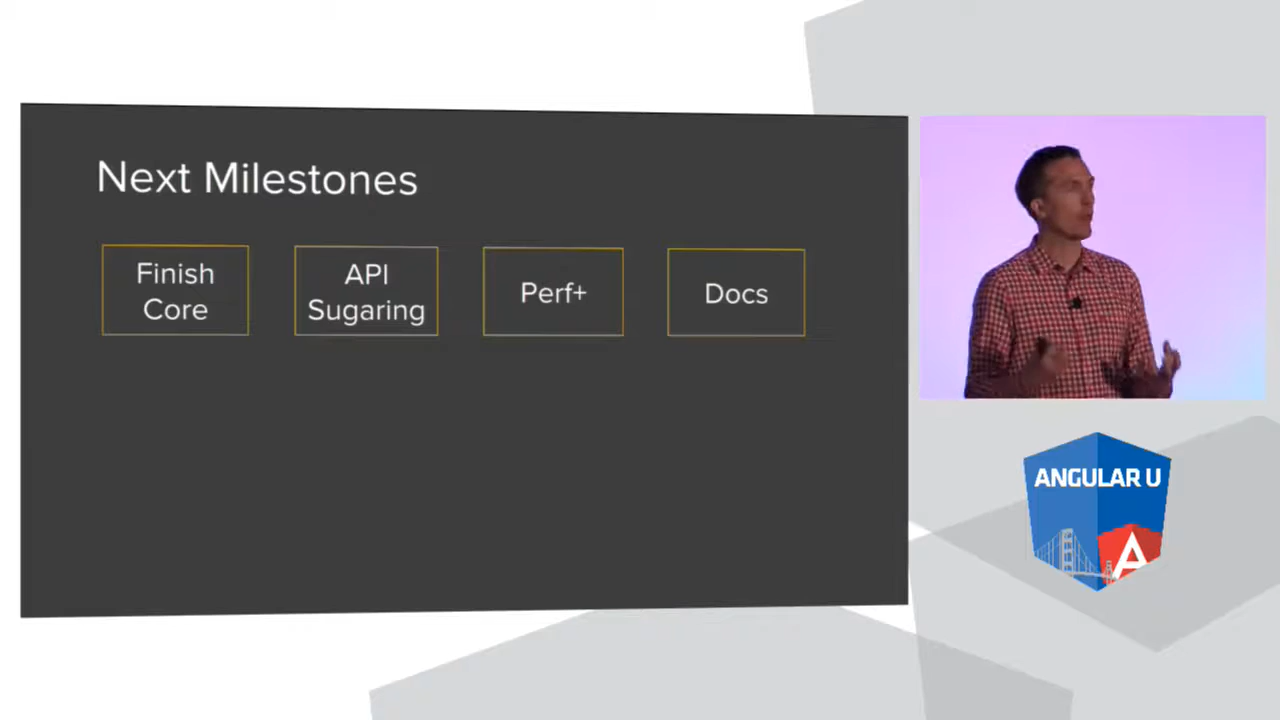 Next Milestones
Finish
Core
API
Sugaring
Perf+
Docs
ANGULAR U
A